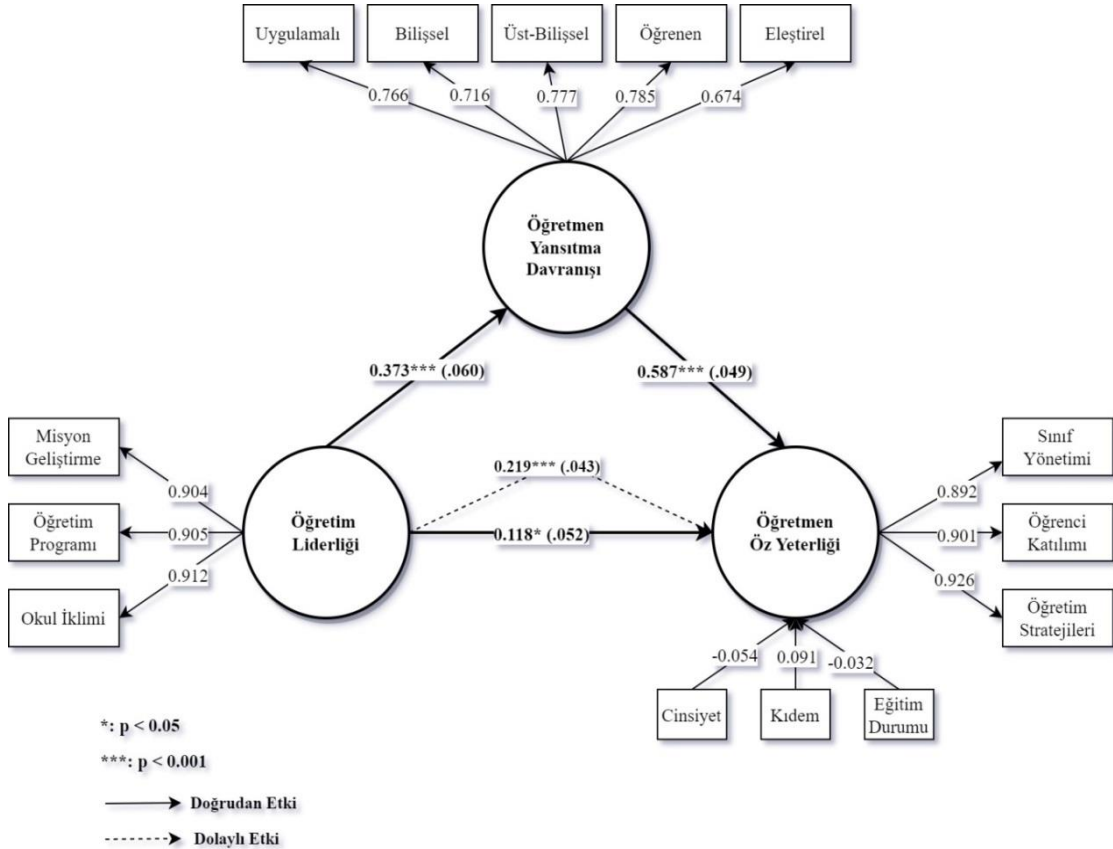 Uygulamalı
Bilişsel
Üst-Bilişsel
Öğrenen
Eleştirel
0.766
0.716
0.777
0.785
0.674
Öğretmen
Yansıtma
Davranışı
0.373*** (.060)
0.587*** (.049)
Misyon
Geliştirme
Öğretim
Programı
Okul İklimi
0.904
0.905
0.912
Öğretim
Liderliği
0.219*** (.043)
0.118* (.052)
Öğretmen
Öz Yeterliği
0.892
0.901
0.926
Sınıf
Yönetimi
Öğrenci
Katılımı
Öğretim
Stratejileri
-0.054
0.091
-0.032
Cinsiyet
Kıdem
Eğitim
Durumu
*: p < 0.05
***: p < 0.001
Doğrudan Etki
Dolaylı Etki